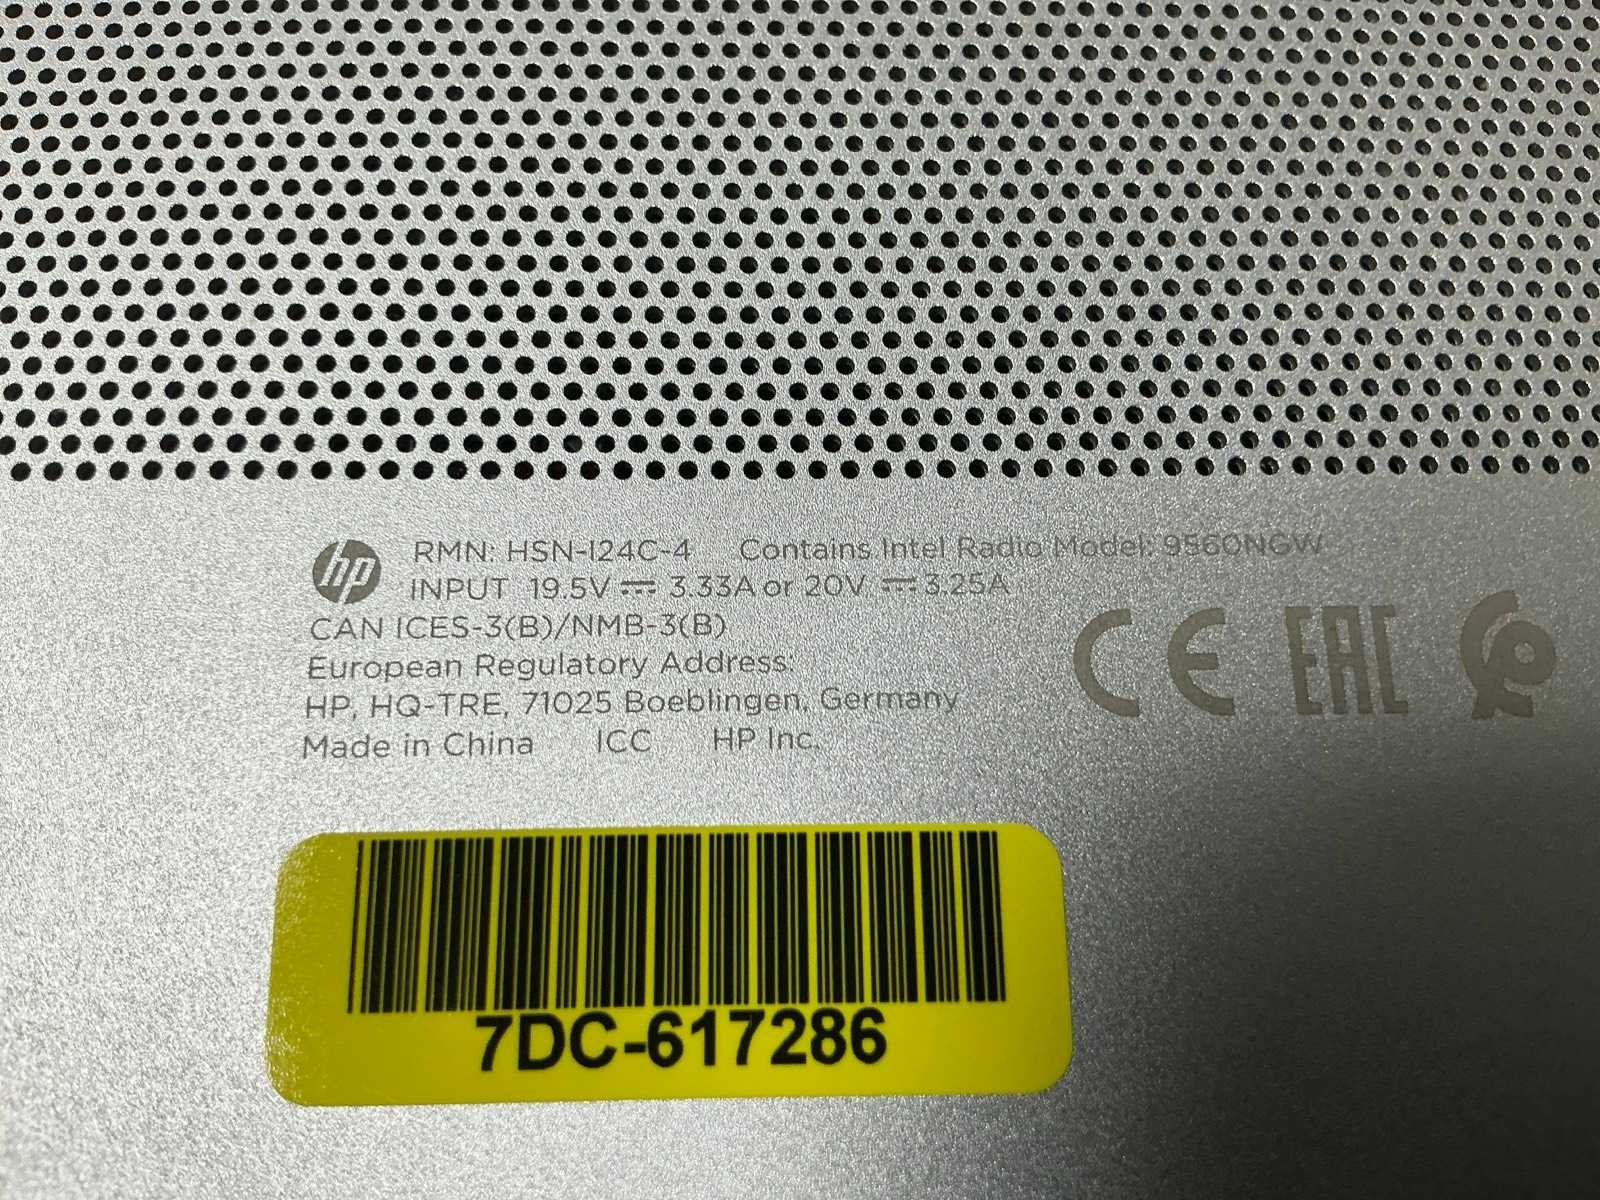 hp RMN: HSN-I24C-4 Contains Intel Radio Model: 9560NGW
INPUT 19.5V⎓3.33A or 20V ⎓3.25A
CAN ICES-3(B)/NMB-3(B)
European Regulatory Address:
HP, HQ-TRE, 71025 Boeblingen, Germany
Made in China ICC HP Inc.
CE EAC
7DC-617286